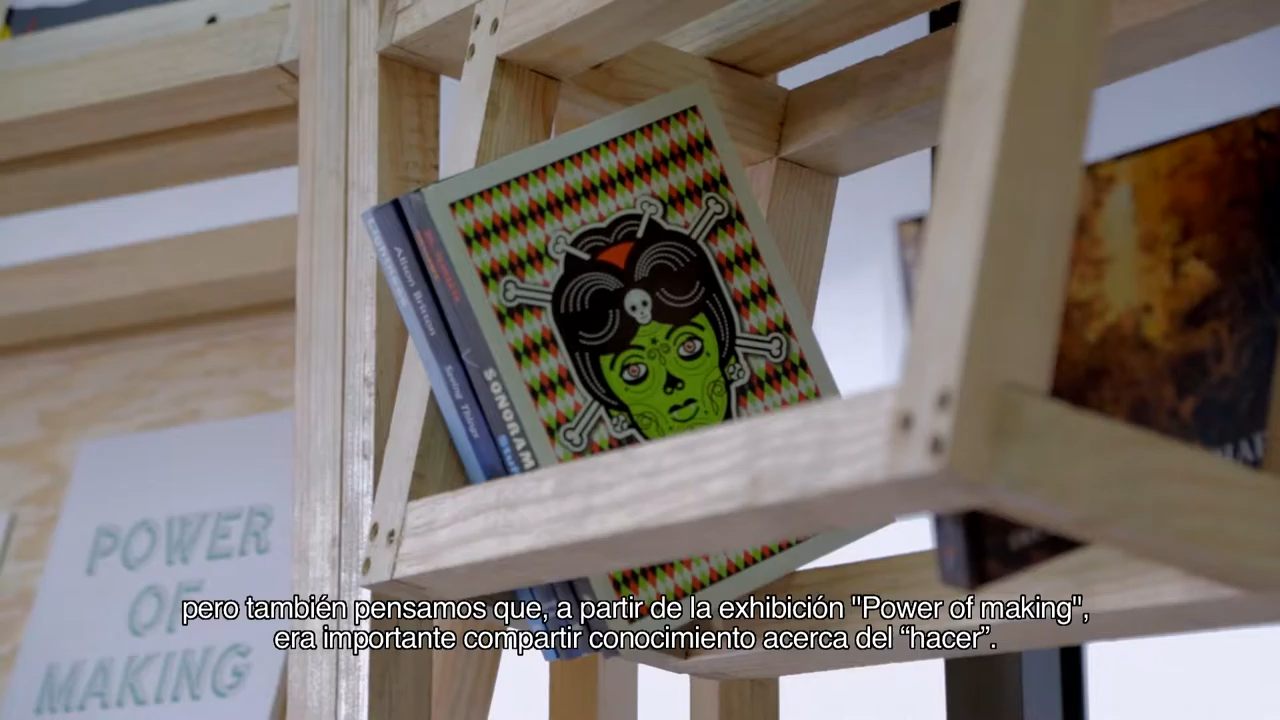 Alison Britton
Seeing Things
SONORAMA
POWER
OF
MAKING
pero también pensamos que, a partir de la exhibición "Power of making",
era importante compartir conocimiento acerca del “hacer”.